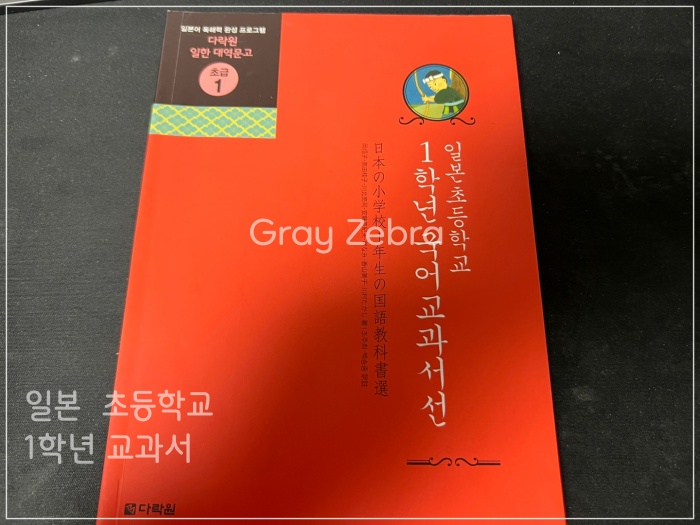 일본어 독해력 완성 프로그램
다락원
일한 대역문고
초급
1
일본 초등학교
1학년 국어 교과서선
日本の小学校 年生の国語教科書選
Gray Zebra
일본 초등학교
1학년 교과서
다락원